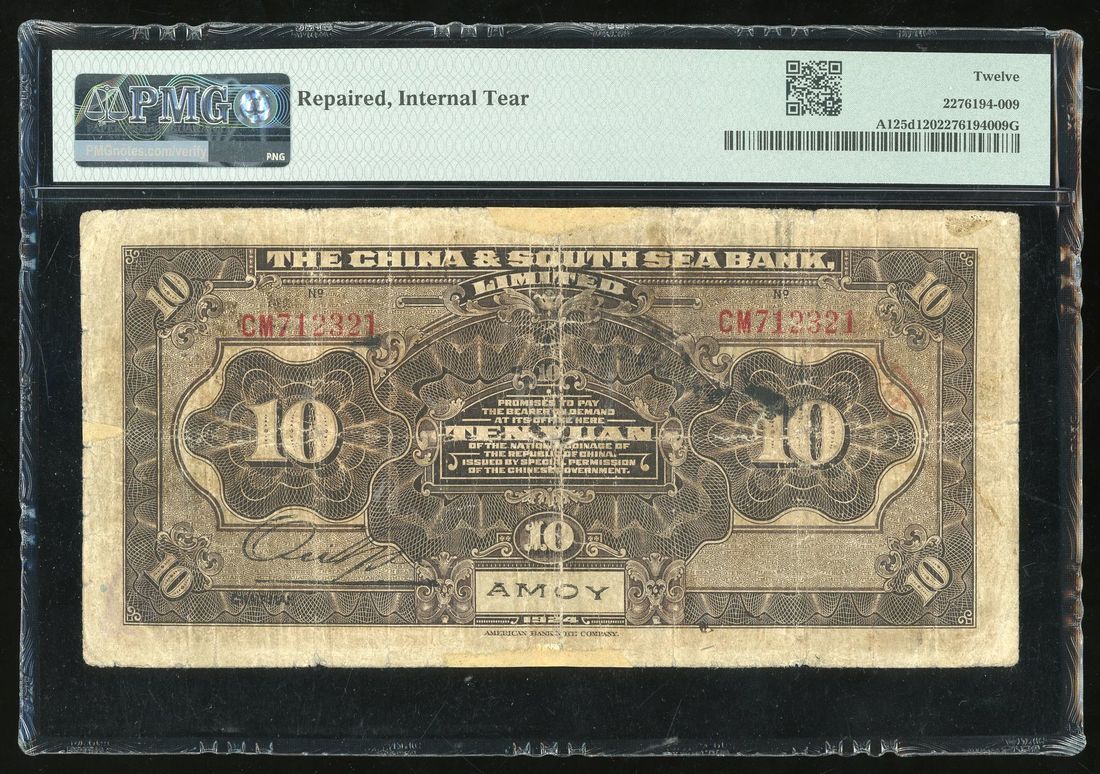 PMG
PMGnotes.com/verify
PNG
Repaired, Internal Tear
Twelve
2276194-009
A125d1202276194009G
THE CHINA & SOUTH SEA BANK,
LIMITED
10
10
No
No
CM712321
CM712321
10
PROMISES TO PAY
THE BEARER ON DEMAND
AT ITS OFFICE HERE
TEN YUAN
OF THE NATIONAL COINAGE OF
THE REPUBLIC OF CHINA.
ISSUED BY SPECIAL PERMISSION
OF THE CHINESE GOVERNMENT.
10
10
10
10
10
AMOY
1924
AMERICAN BANK NOTE COMPANY.